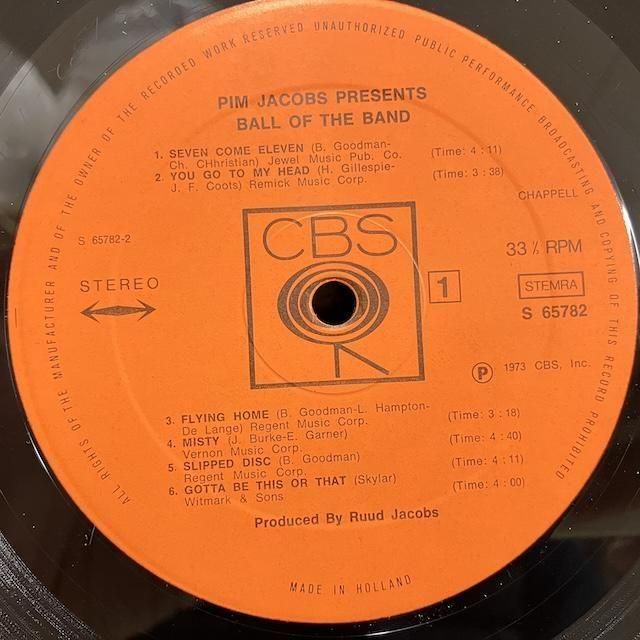 ALL RIGHTS OF THE MANUFACTURER AND OF THE OWNER OF THE RECORDED WORK RESERVED UNAUTHORIZED PUBLIC PERFORMANCE BROADCASTING AND COPYING OF THIS RECORD PROHIBITED
PIM JACOBS PRESENTS
BALL OF THE BAND
1. SEVEN COME ELEVEN (B. Goodman- (Time: 4:11)
Ch. CHhristian) Jewel Music Pub. Co.
2. YOU GO TO MY HEAD (H. Gillespie- (Time: 3:38)
J. F. Coots) Remick Music Corp.
CHAPPELL
S 65782-2
CBS
33 ⅓ RPM
STEREO
1
STEMRA
S 65782
Ⓟ 1973 CBS, Inc.
3. FLYING HOME (B. Goodman-L. Hampton- (Time: 3:18)
De Lange) Regent Music Corp.
4. MISTY (J. Burke-E. Garner) (Time: 4:40)
Vernon Music Corp.
5. SLIPPED DISC (B. Goodman) (Time: 4:11)
Regent Music Corp.
6. GOTTA BE THIS OR THAT (Skylar) (Time: 4:00)
Witmark & Sons
Produced By Ruud Jacobs
MADE IN HOLLAND